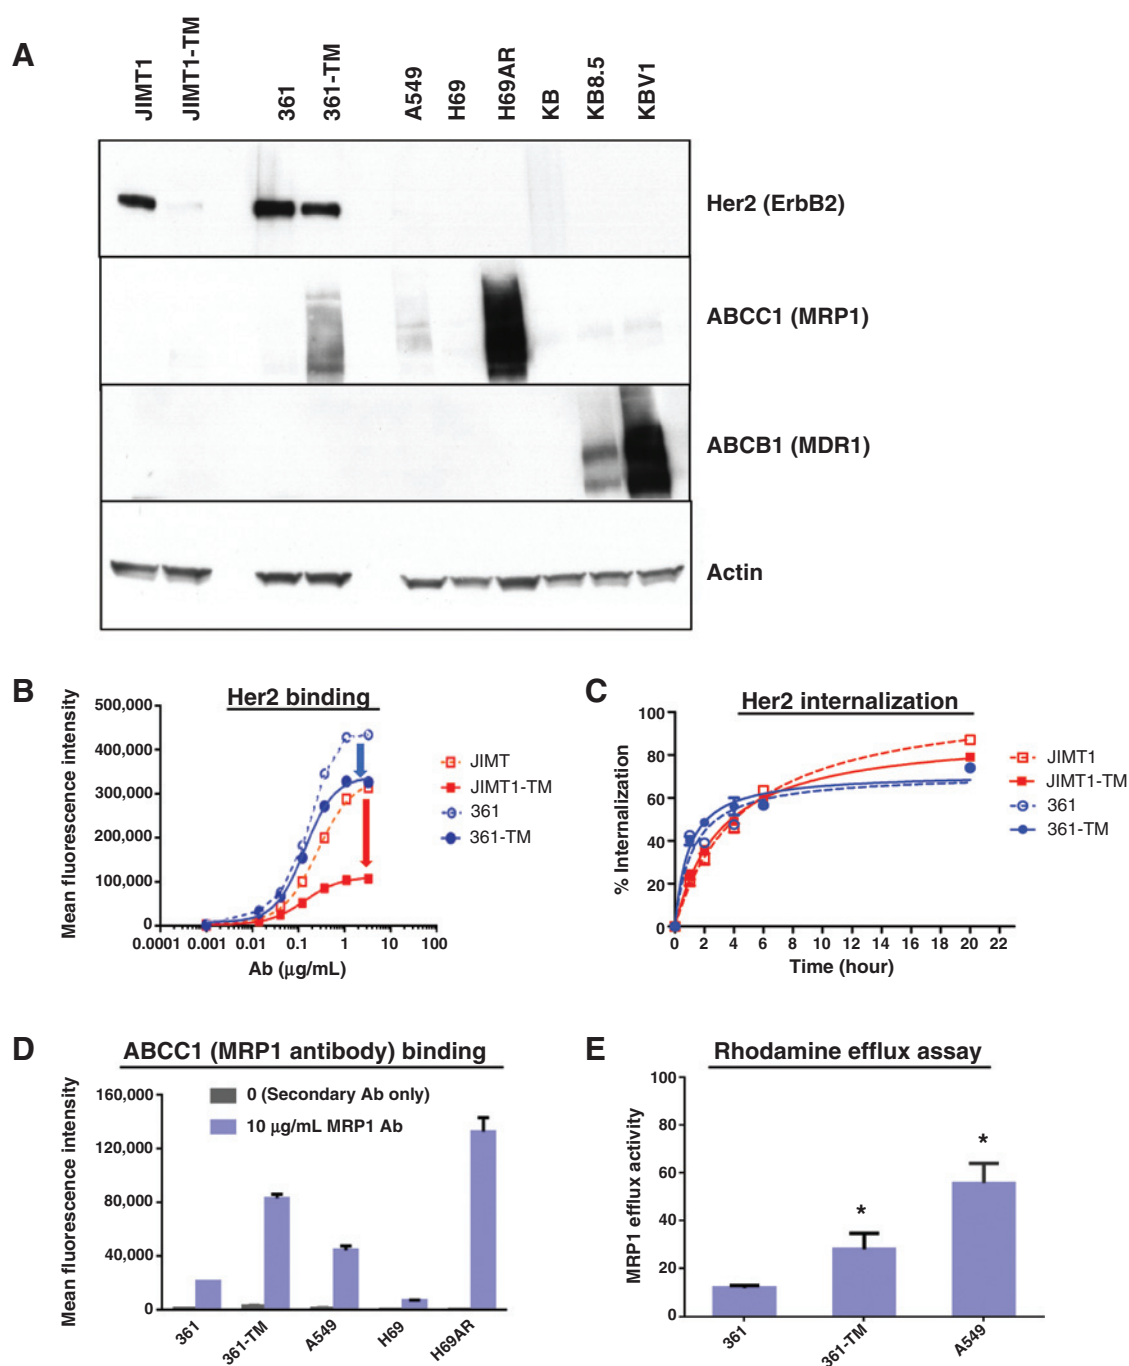 A
JIMT1
JIMT1-TM
361
361-TM
A549
H69
H69AR
KB
KB8.5
KBV1
Her2 (ErbB2)
ABCC1 (MRP1)
ABCB1 (MDR1)
Actin
B
Her2 binding
Mean fluorescence intensity
500,000
400,000
300,000
200,000
100,000
0
0.0001 0.001 0.01 0.1 1 10 100
Ab (μg/mL)
JIMT
JIMT1-TM
361
361-TM
C
Her2 internalization
% Internalization
100
80
60
40
20
0
0 2 4 6 8 10 12 14 16 18 20 22
Time (hour)
JIMT1
JIMT1-TM
361
361-TM
D
ABCC1 (MRP1 antibody) binding
Mean fluorescence intensity
160,000
120,000
80,000
40,000
0
0 (Secondary Ab only)
10 μg/mL MRP1 Ab
361
361-TM
A549
H69
H69AR
E
Rhodamine efflux assay
MRP1 efflux activity
100
80
60
40
20
0
*
*
361
361-TM
A549